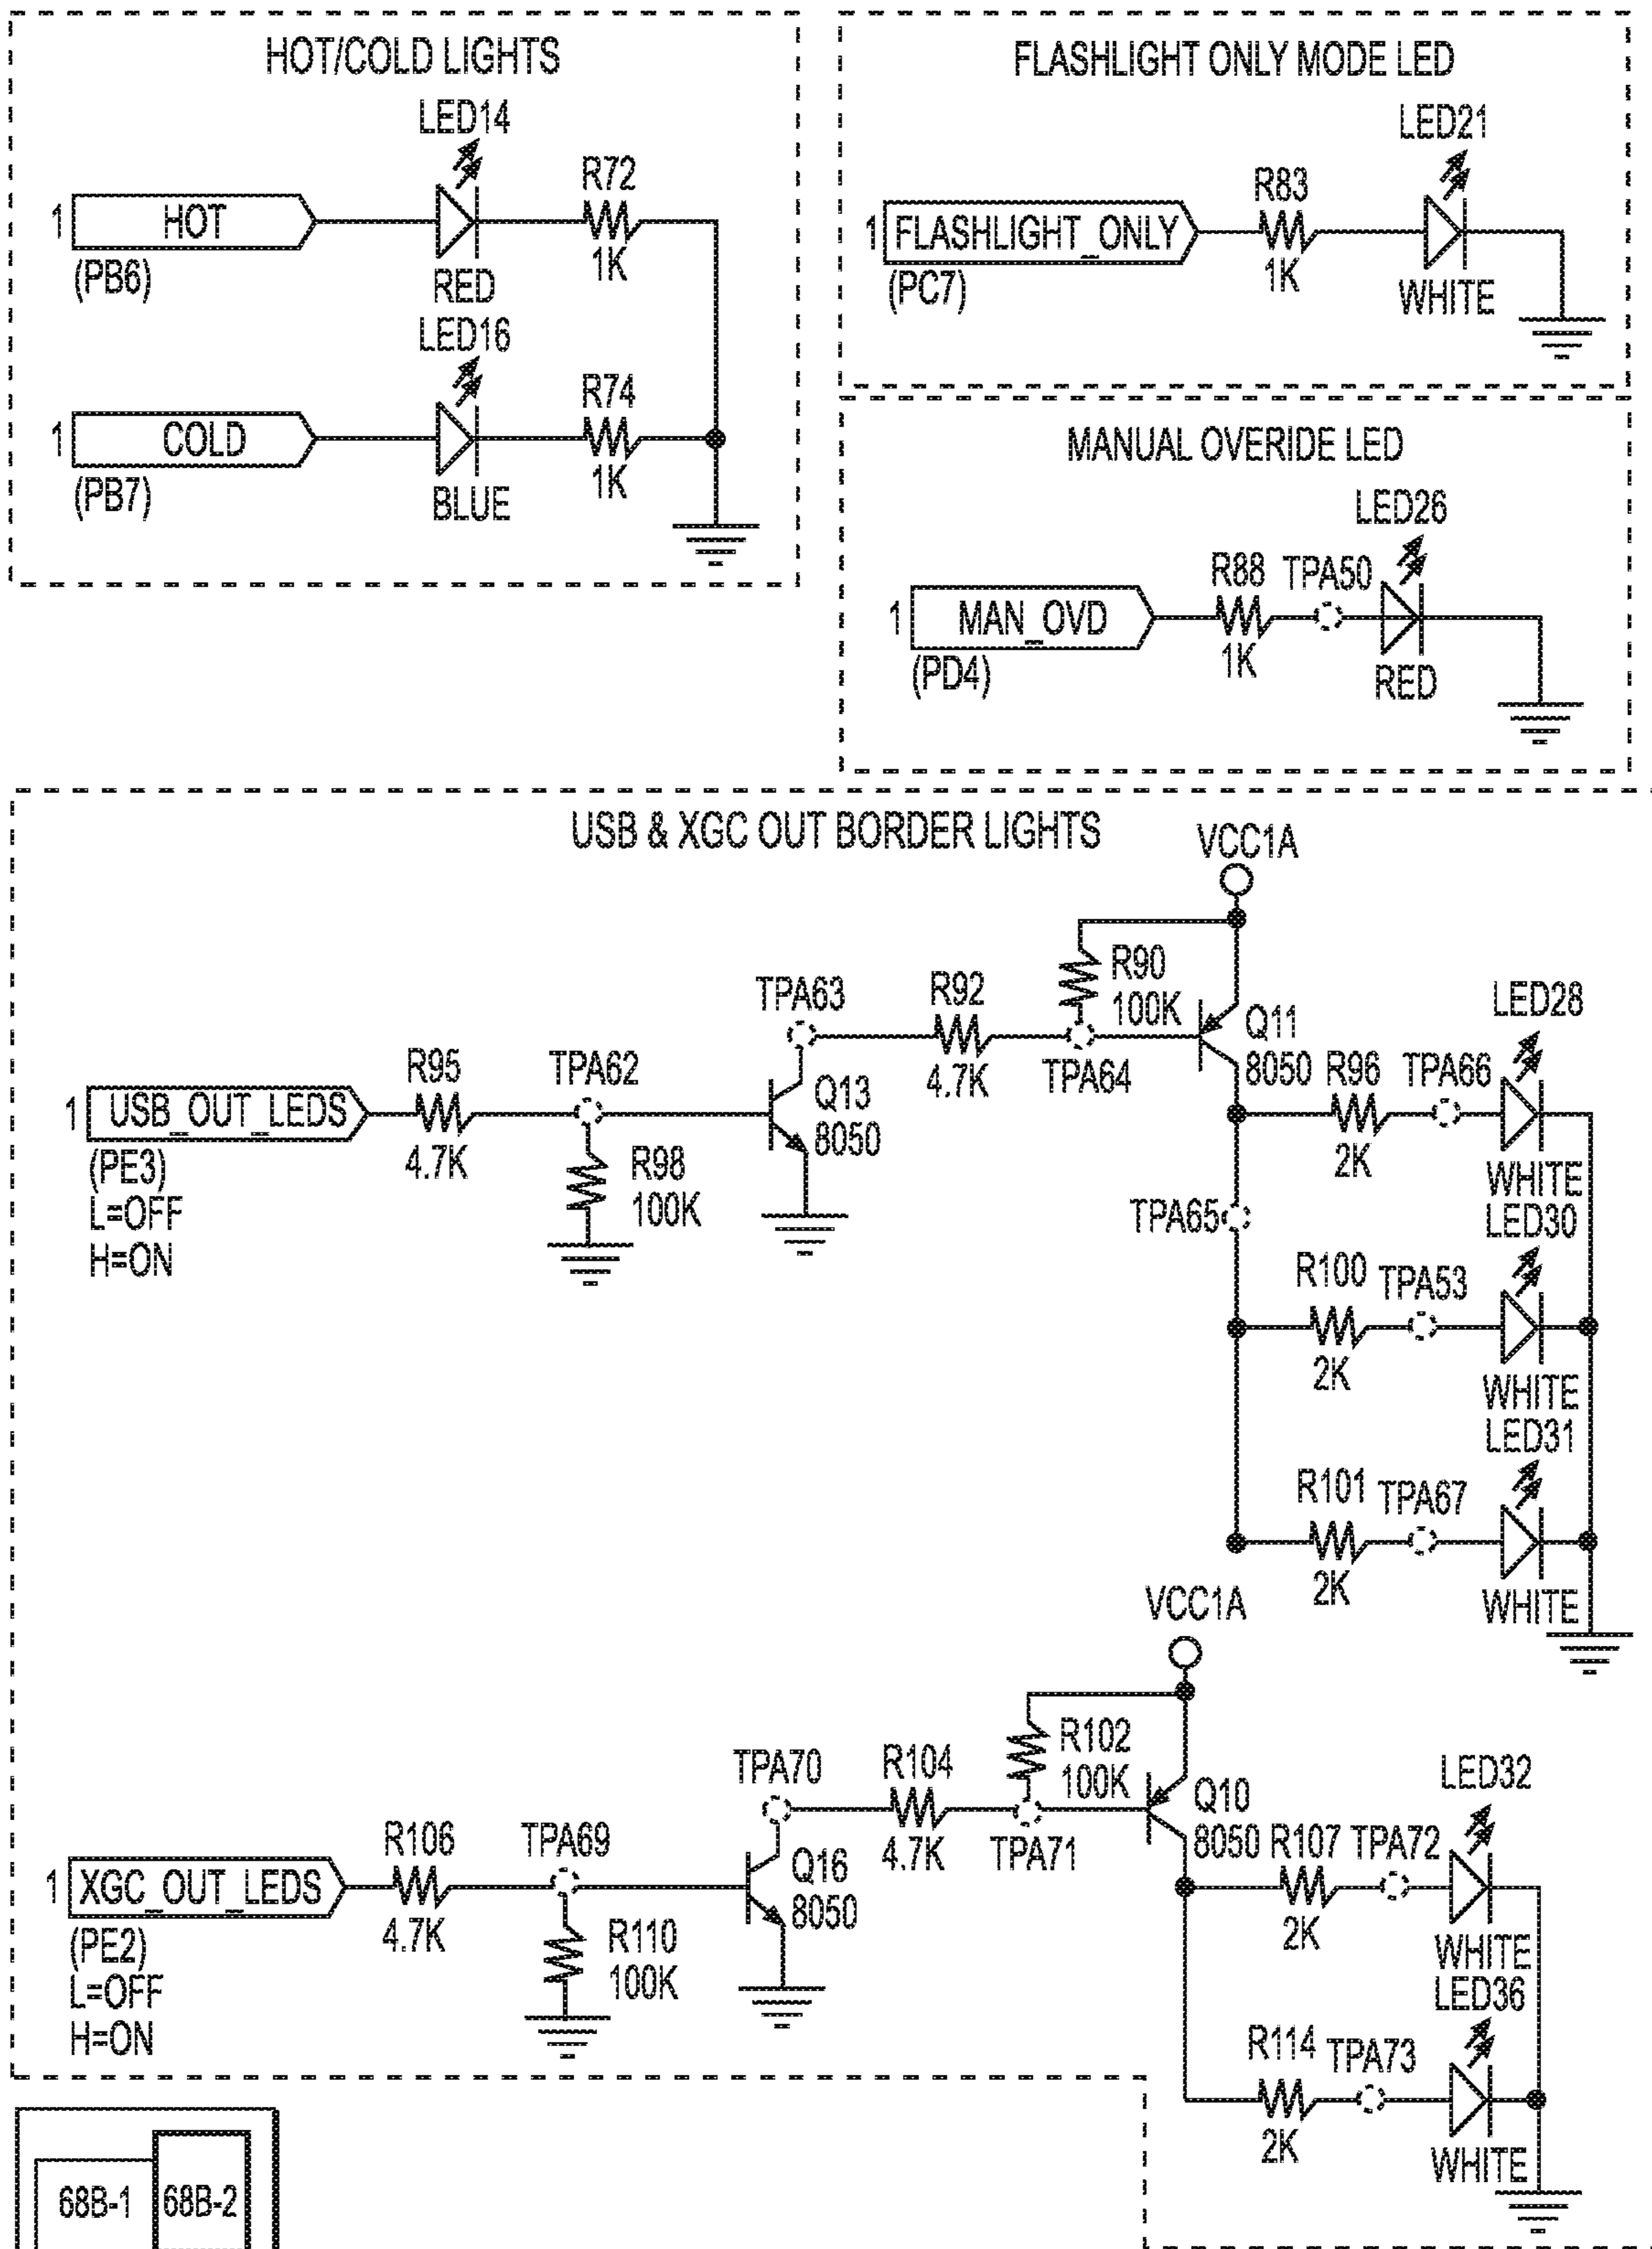 HOT/COLD LIGHTS
LED14
R72
1 HOT
1K
(PB6)
RED
LED16
R74
1 COLD
1K
(PB7)
BLUE
FLASHLIGHT ONLY MODE LED
LED21
R83
1 FLASHLIGHT_ONLY
1K
(PC7)
WHITE
MANUAL OVERIDE LED
LED26
R88 TPA50
1 MAN_OVD
1K
(PD4)
RED
USB & XGC OUT BORDER LIGHTS
VCC1A
R90
100K
TPA63
R92
4.7K
TPA64
Q11
8050
LED28
R95
TPA62
1 USB_OUT_LEDS
4.7K
Q13
8050
R96 TPA66
2K
(PE3)
L=OFF
H=ON
R98
100K
TPA65
WHITE
LED30
R100 TPA53
2K
WHITE
LED31
R101 TPA67
2K
WHITE
VCC1A
R102
100K
TPA70
R104
4.7K
TPA71
Q10
8050
LED32
R106
TPA69
1 XGC_OUT_LEDS
4.7K
Q16
8050
R107 TPA72
2K
(PE2)
L=OFF
H=ON
R110
100K
WHITE
LED36
R114 TPA73
2K
WHITE
68B-1 68B-2